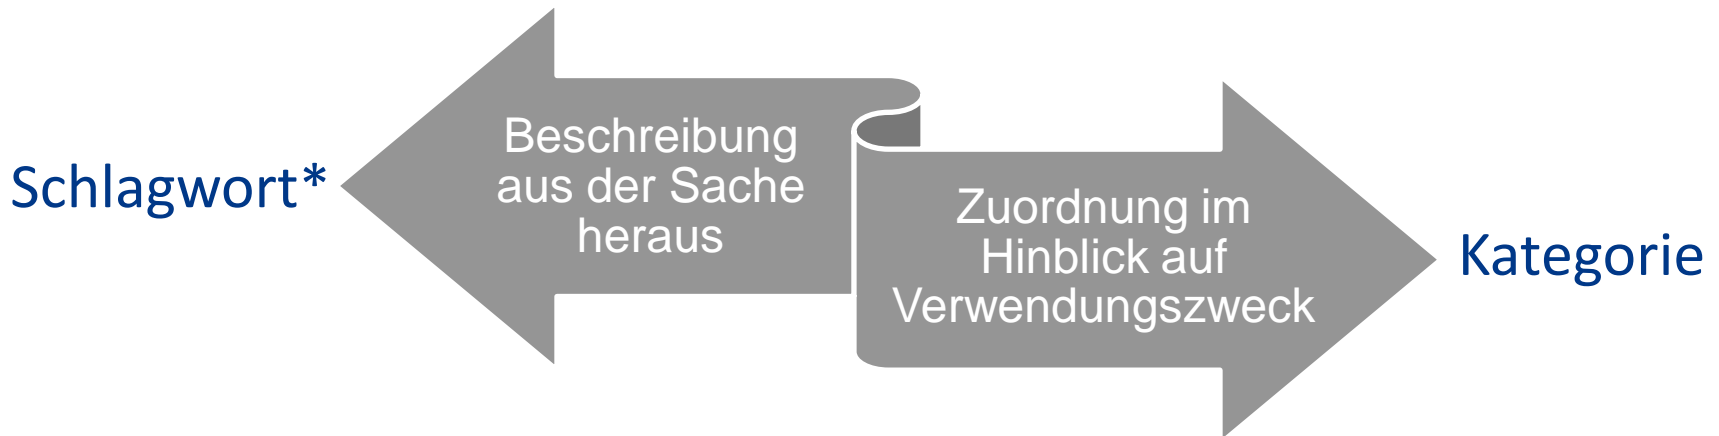 Schlagwort*
Beschreibung
aus der Sache
heraus
Zuordnung im
Hinblick auf
Verwendungszweck
Kategorie